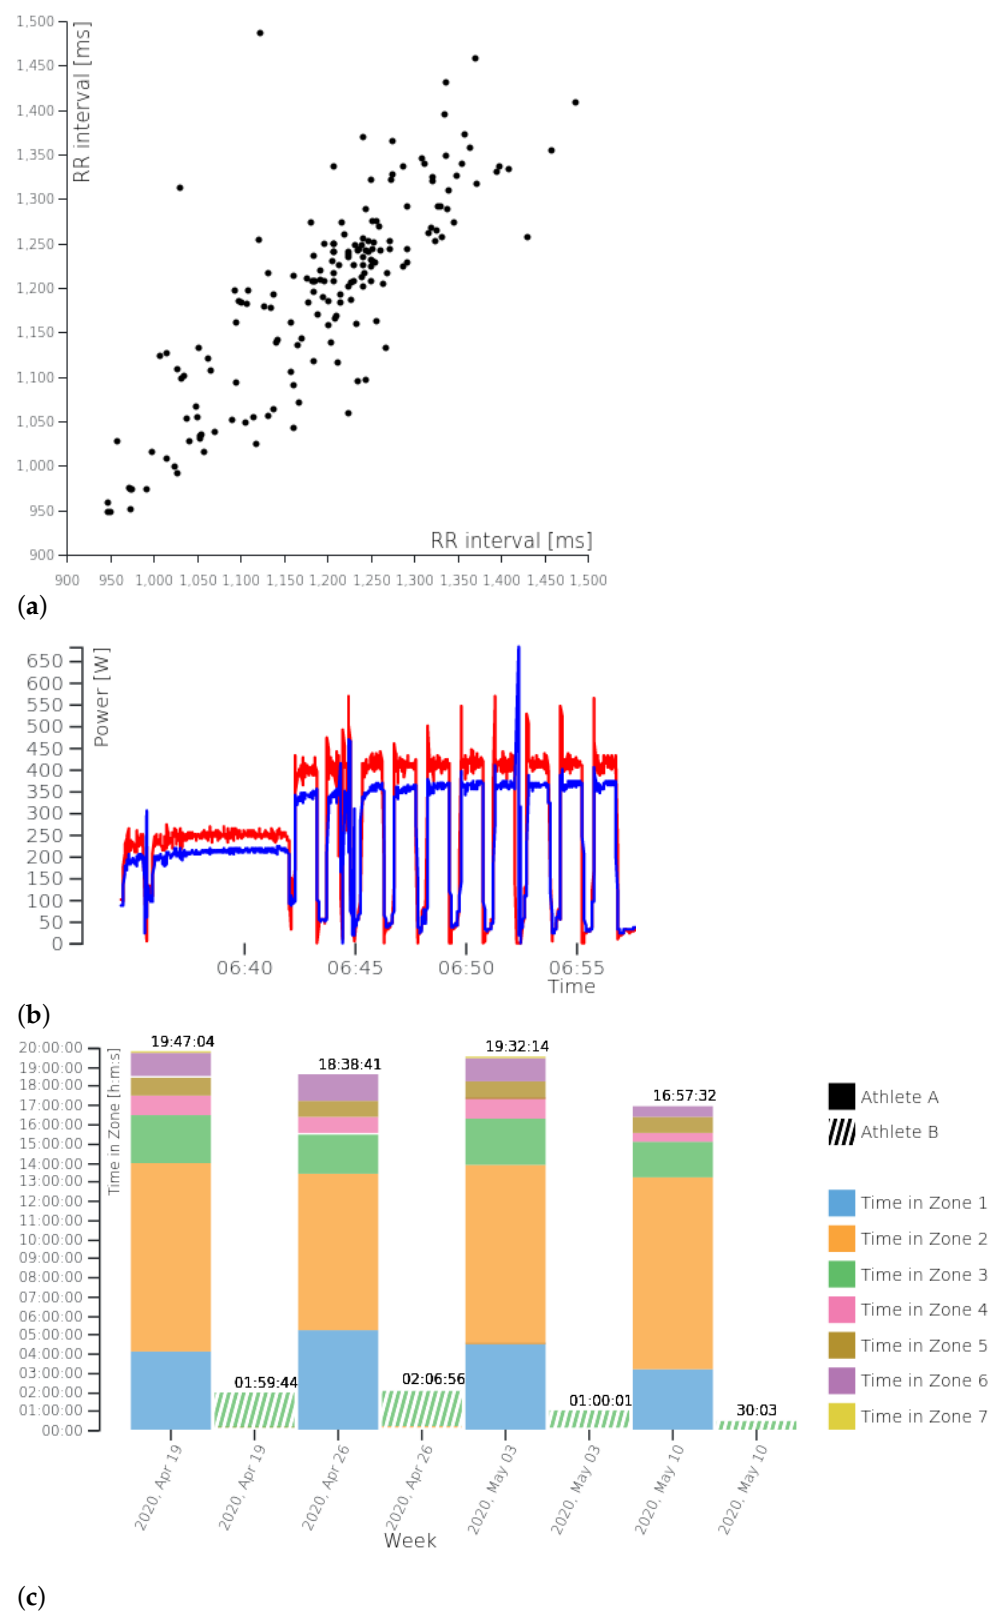 1,500
1,450
1,400
1,350
1,300
1,250
1,200
1,150
1,100
1,050
1,000
950
900
RR interval [ms]
RR interval [ms]
900 950 1,000 1,050 1,100 1,150 1,200 1,250 1,300 1,350 1,400 1,450 1,500
(a)
650
600
550
500
450
400
350
300
250
200
150
100
50
0
Power [W]
06:40 06:45 06:50 06:55
Time
(b)
20:00:00
19:00:00
18:00:00
17:00:00
16:00:00
15:00:00
14:00:00
13:00:00
12:00:00
11:00:00
10:00:00
09:00:00
08:00:00
07:00:00
06:00:00
05:00:00
04:00:00
03:00:00
02:00:00
01:00:00
00:00
Time in Zone [h:m:s]
19:47:04
01:59:44
18:38:41
02:06:56
19:32:14
01:00:01
16:57:32
30:03
2020, Apr 19
2020, Apr 19
2020, Apr 26
2020, Apr 26
2020, May 03
2020, May 03
2020, May 10
2020, May 10
Week
Athlete A
Athlete B
Time in Zone 1
Time in Zone 2
Time in Zone 3
Time in Zone 4
Time in Zone 5
Time in Zone 6
Time in Zone 7
(c)